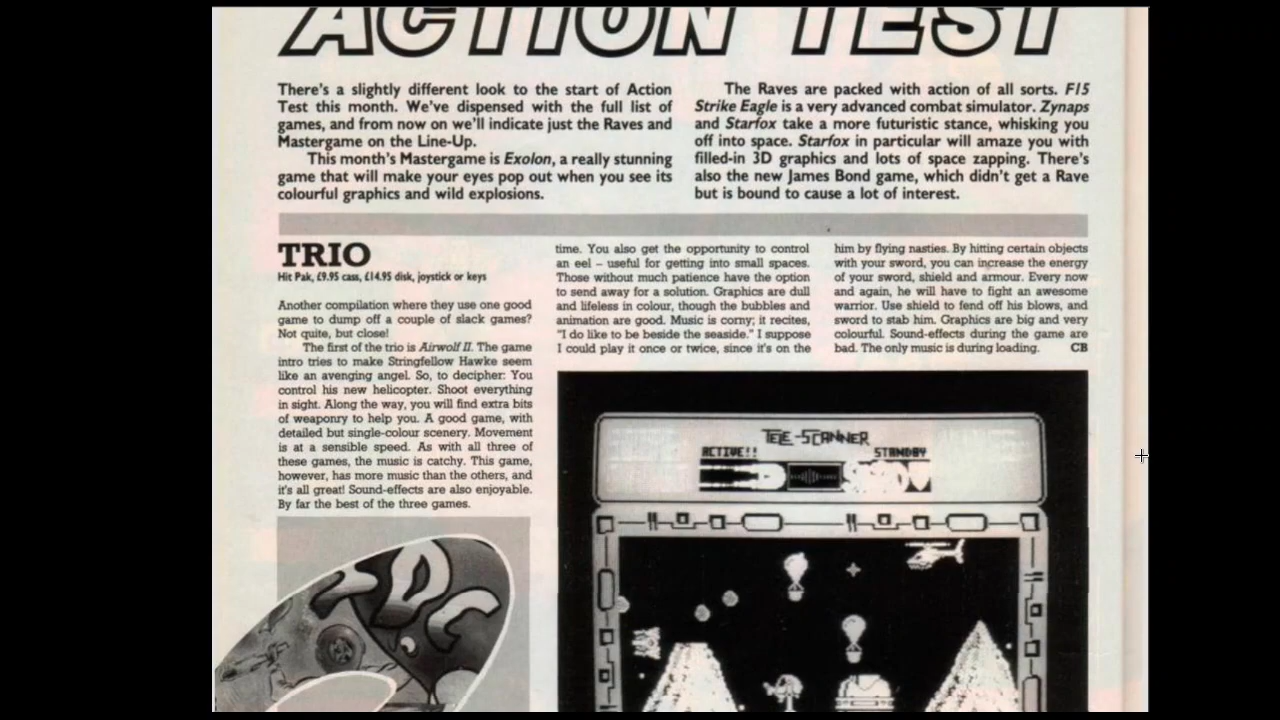 ACTION TEST
There's a slightly different look to the start of Action
Test this month. We've dispensed with the full list of
games, and from now on we'll indicate just the Raves and
Mastergame on the Line-Up.
This month's Mastergame is Exolon, a really stunning
game that will make your eyes pop out when you see its
colourful graphics and wild explosions.
The Raves are packed with action of all sorts. F15
Strike Eagle is a very advanced combat simulator. Zynaps
and Starfox take a more futuristic stance, whisking you
off into space. Starfox in particular will amaze you with
filled-in 3D graphics and lots of space zapping. There's
also the new James Bond game, which didn't get a Rave
but is bound to cause a lot of interest.
TRIO
Hit Pak, £9.95 cass, £14.95 disk, joystick or keys
Another compilation where they use one good
game to dump off a couple of slack games?
Not quite, but close!
The first of the trio is Airwolf II. The game
intro tries to make Stringfellow Hawke seem
like an avenging angel. So, to decipher: You
control his new helicopter. Shoot everything
in sight. Along the way, you will find extra bits
of weaponry to help you. A good game, with
detailed but single-colour scenery. Movement
is at a sensible speed. As with all three of
these games, the music is catchy. This game,
however, has more music than the others, and
it's all great! Sound-effects are also enjoyable.
By far the best of the three games.
time. You also get the opportunity to control
an eel – useful for getting into small spaces.
Those without much patience have the option
to send away for a solution. Graphics are dull
and lifeless in colour, though the bubbles and
animation are good. Music is corny; it recites,
"I do like to be beside the seaside." I suppose
I could play it once or twice, since it's on the
him by flying nasties. By hitting certain objects
with your sword, you can increase the energy
of your sword, shield and armour. Every now
and again, he will have to fight an awesome
warrior. Use shield to fend off his blows, and
sword to stab him. Graphics are big and very
colourful. Sound-effects during the game are
bad. The only music is during loading. CB
TELE-SCANNER
ACTIVE!! STANDBY